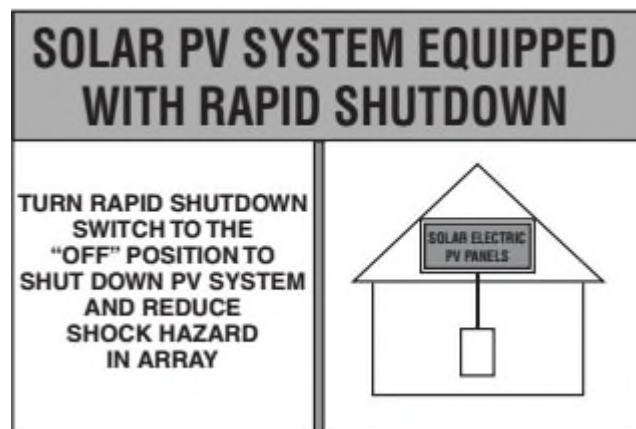 SOLAR PV SYSTEM EQUIPPED
WITH RAPID SHUTDOWN
TURN RAPID SHUTDOWN
SWITCH TO THE
“OFF” POSITION TO
SHUT DOWN PV SYSTEM
AND REDUCE
SHOCK HAZARD
IN ARRAY
SOLAR ELECTRIC
PV PANELS